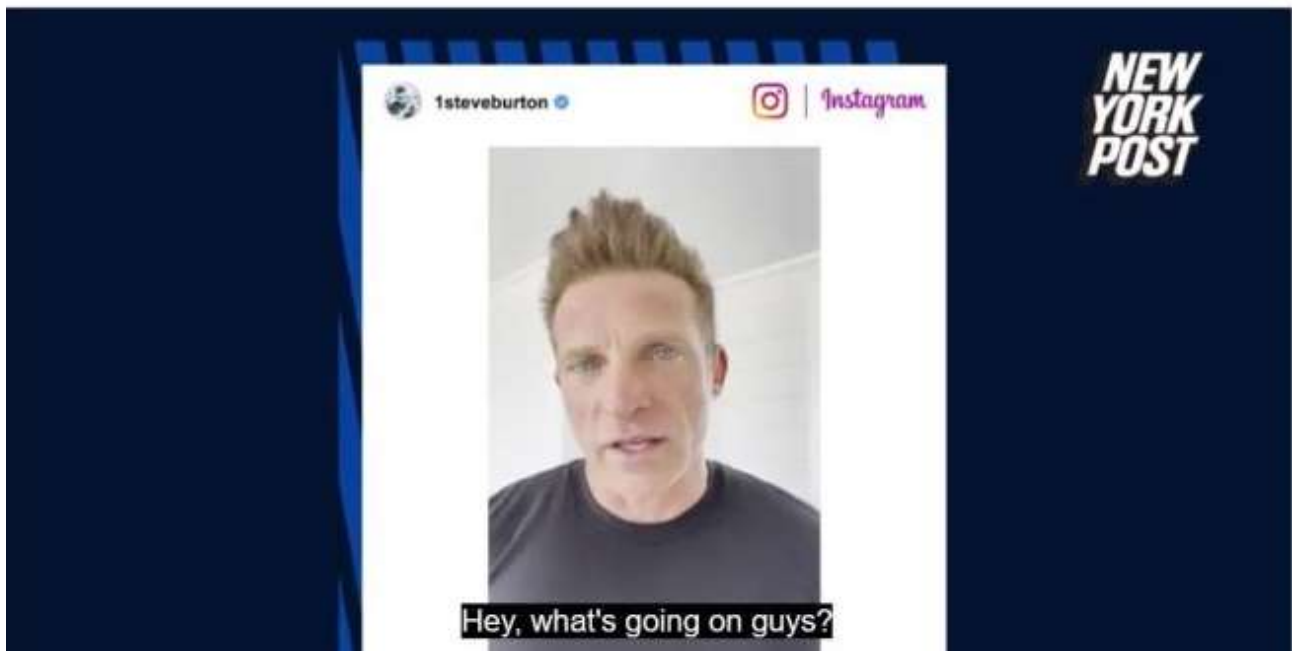 1steveburton
Instagram
NEW
YORK
POST
Hey, what's going on guys?